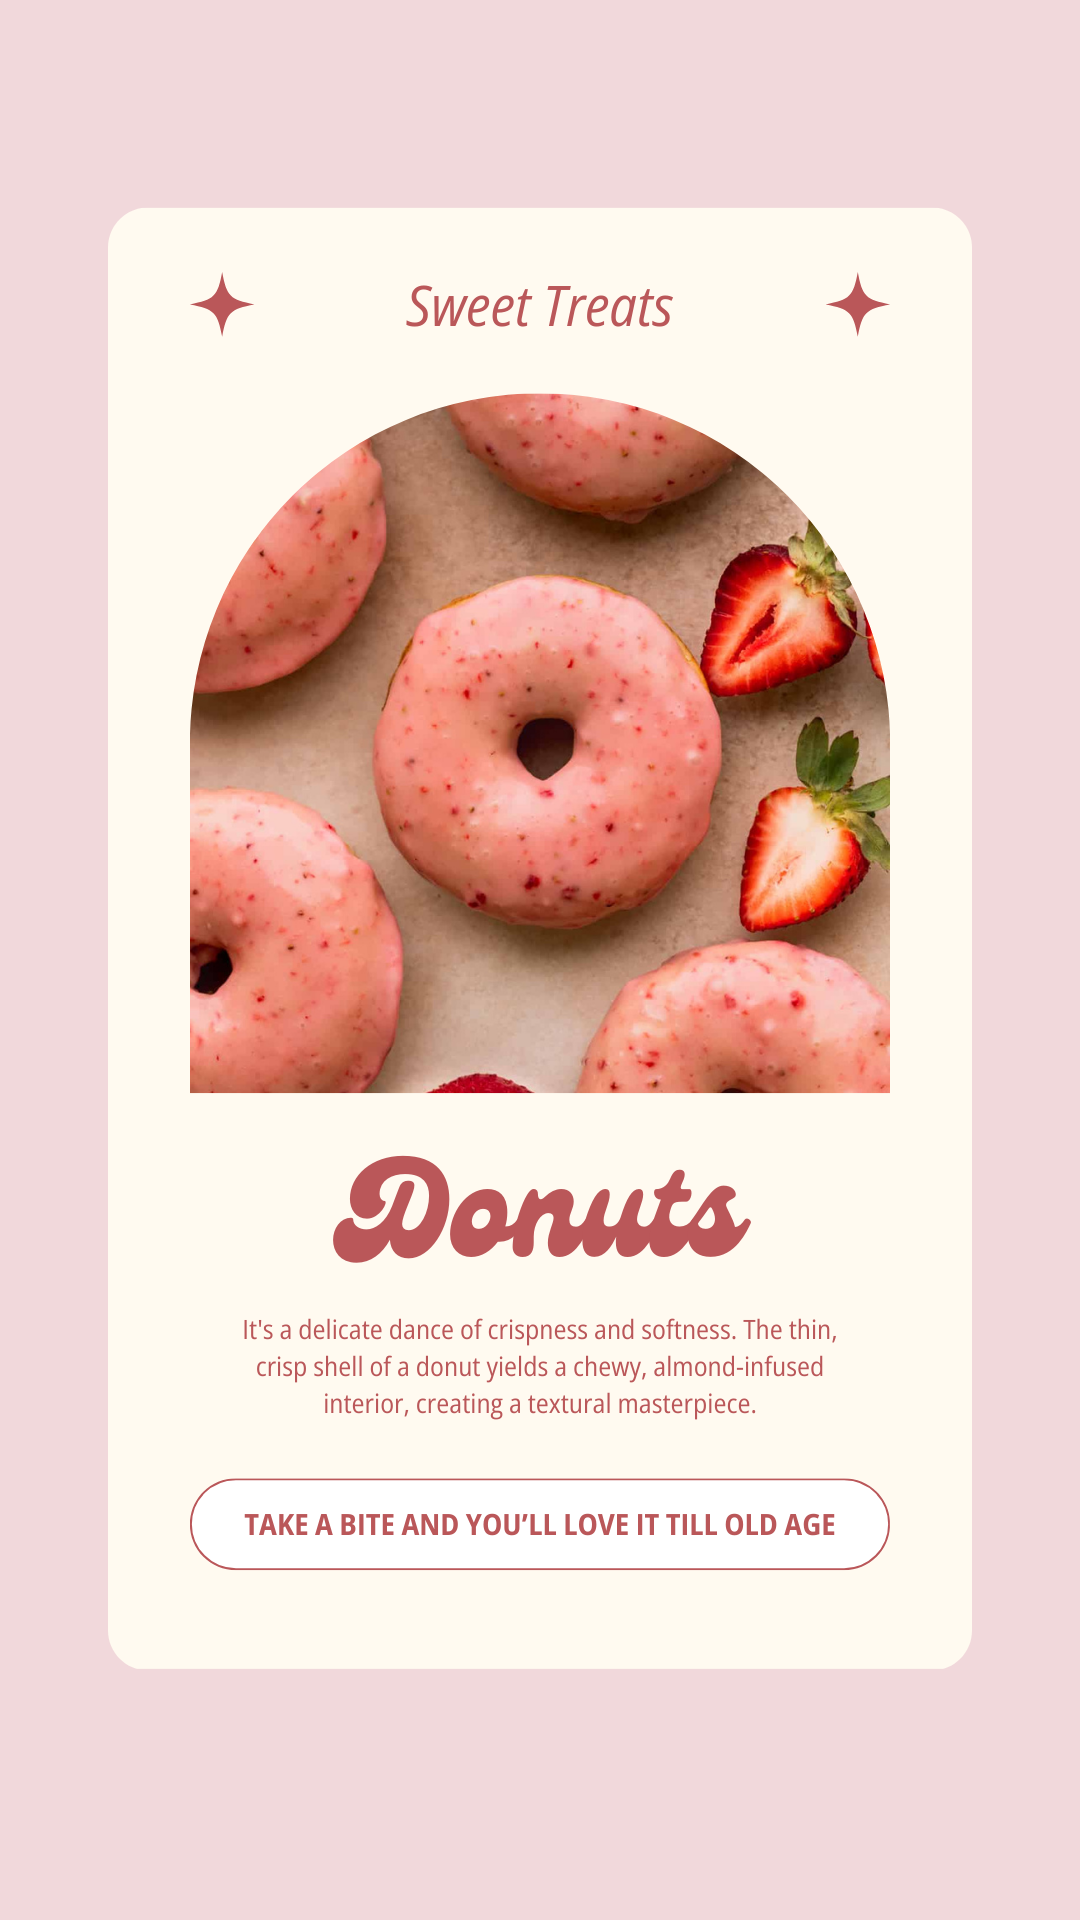 Sweet Treats
Donuts
It's a delicate dance of crispness and softness. The thin,
crisp shell of a donut yields a chewy, almond-infused
interior, creating a textural masterpiece.
TAKE A BITE AND YOU’LL LOVE IT TILL OLD AGE